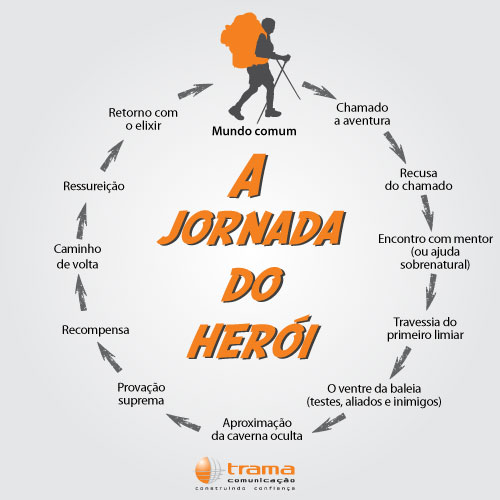 Mundo comum
Chamado
a aventura
Recusa
do chamado
Encontro com mentor
(ou ajuda
sobrenatural)
Travessia do
primeiro limiar
O ventre da baleia
(testes, aliados e inimigos)
Aproximação
da caverna oculta
Provação
suprema
Recompensa
Caminho
de volta
Ressureição
Retorno com
o elixir
A
JORNADA
DO
HERÓI
trama
comunicação
construindo confiança